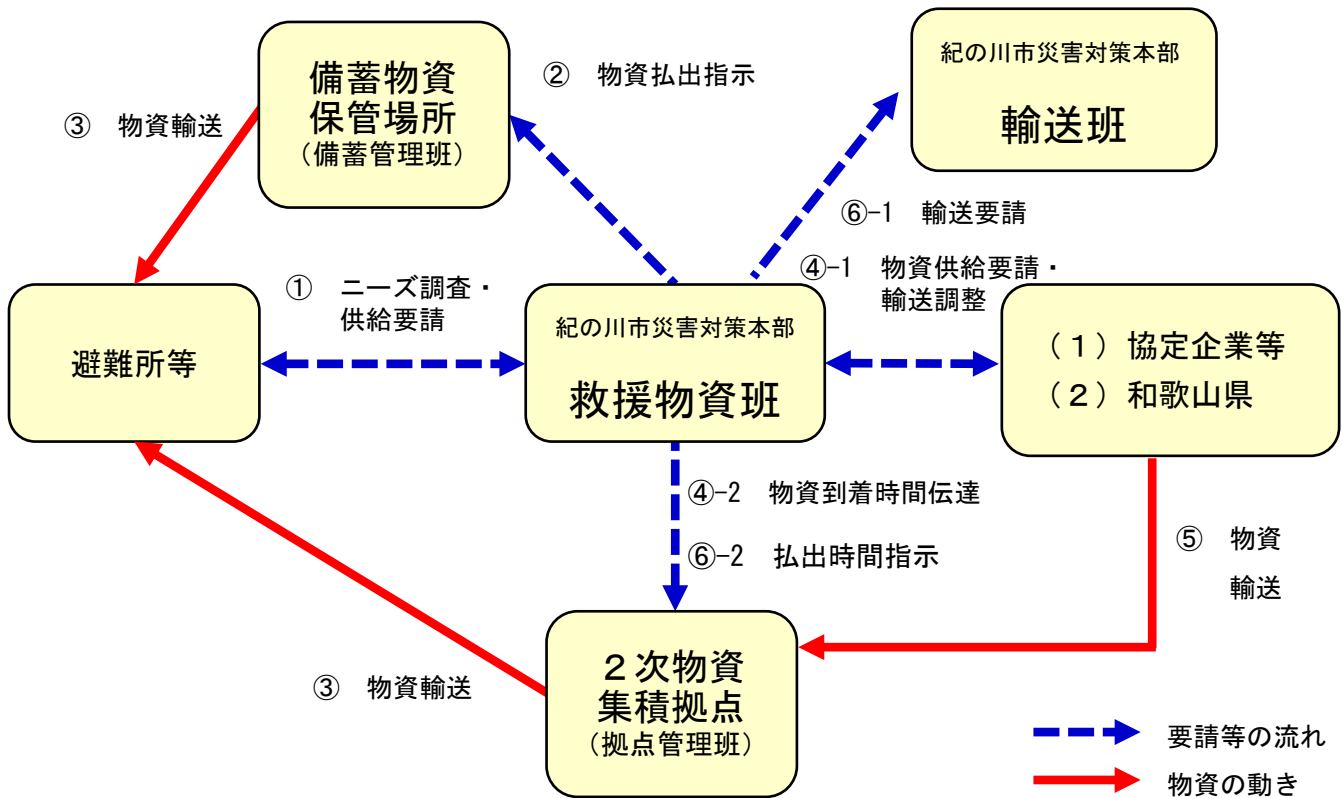 備蓄物資
保管場所
（備蓄管理班）
② 物資払出指示
紀の川市災害対策本部
輸送班
③ 物資輸送
⑥-1 輸送要請
① ニーズ調査・
供給要請
④-1 物資供給要請・
輸送調整
避難所等
紀の川市災害対策本部
救援物資班
（１）協定企業等
（２）和歌山県
④-2 物資到着時間伝達
⑥-2 払出時間指示
⑤ 物資
輸送
③ 物資輸送
２次物資
集積拠点
（拠点管理班）
要請等の流れ
物資の動き